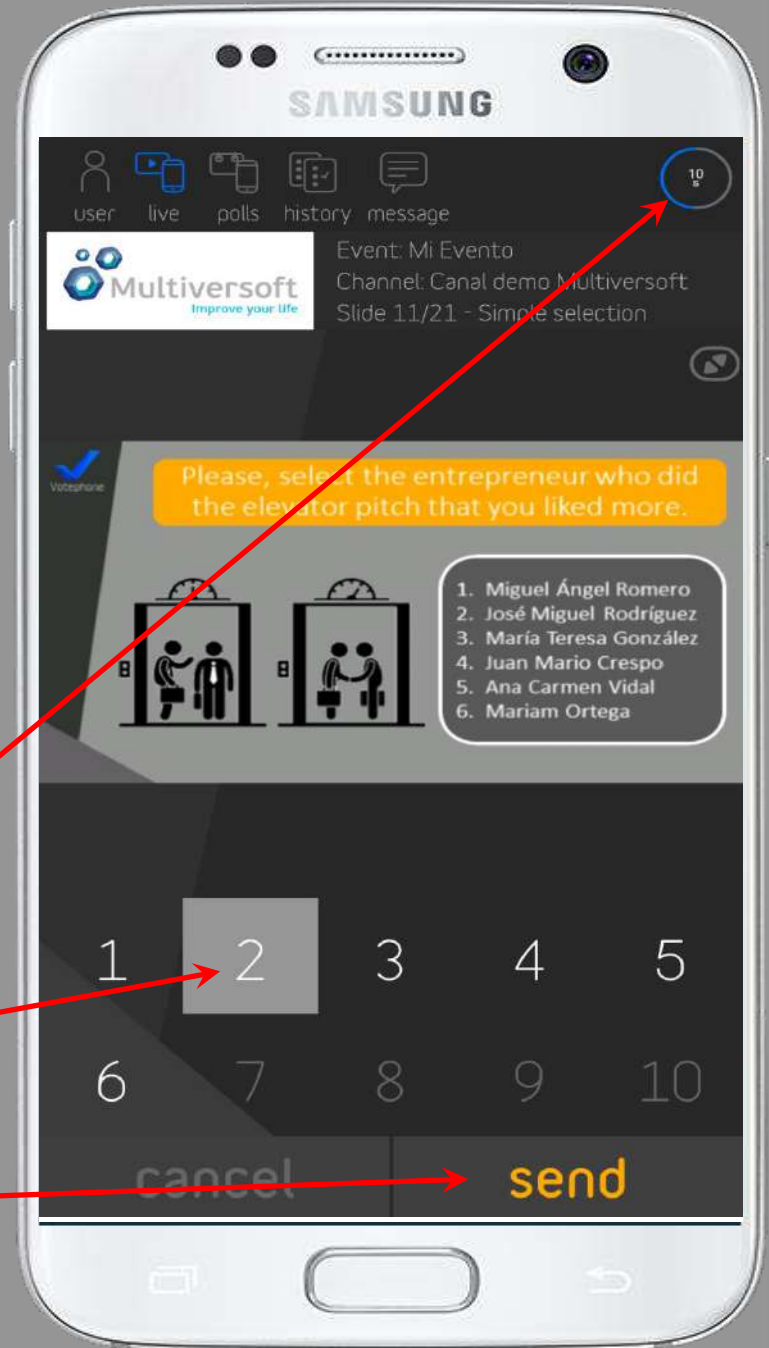 SAMSUNG
user live polls history message
10
s
Multiversoft
Improve your life
Event: Mi Evento
Channel: Canal demo Multiversoft
Slide 11/21 - Simple selection
Votephone
Please, select the entrepreneur who did
the elevator pitch that you liked more.
1. Miguel Ángel Romero
2. José Miguel Rodríguez
3. María Teresa González
4. Juan Mario Crespo
5. Ana Carmen Vidal
6. Mariam Ortega
1 2 3 4 5
6 7 8 9 10
cancel send